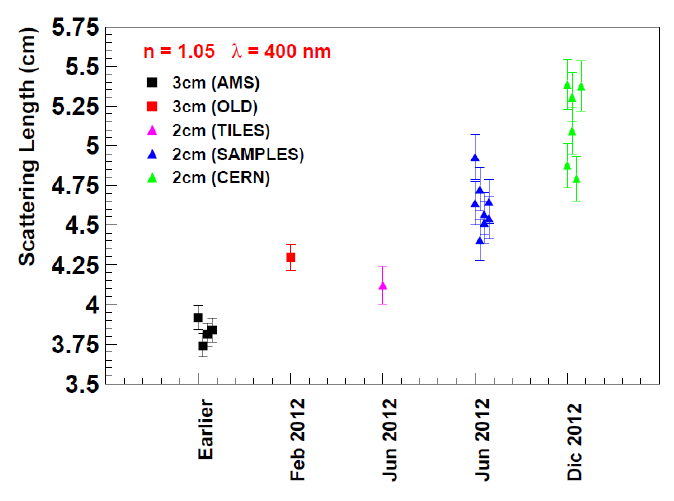 Scattering Length (cm)
5.75
5.5
5.25
5
4.75
4.5
4.25
4
3.75
3.5
n = 1.05 λ = 400 nm
3cm (AMS)
3cm (OLD)
2cm (TILES)
2cm (SAMPLES)
2cm (CERN)
Earlier
Feb 2012
Jun 2012
Jun 2012
Dic 2012